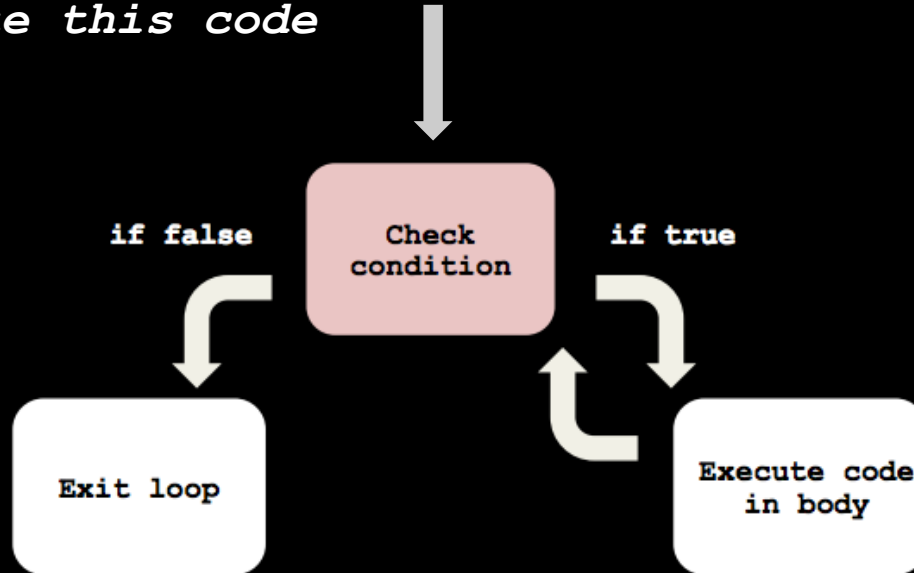 this code
if false
Check
condition
if true
Exit loop
Execute code
in body